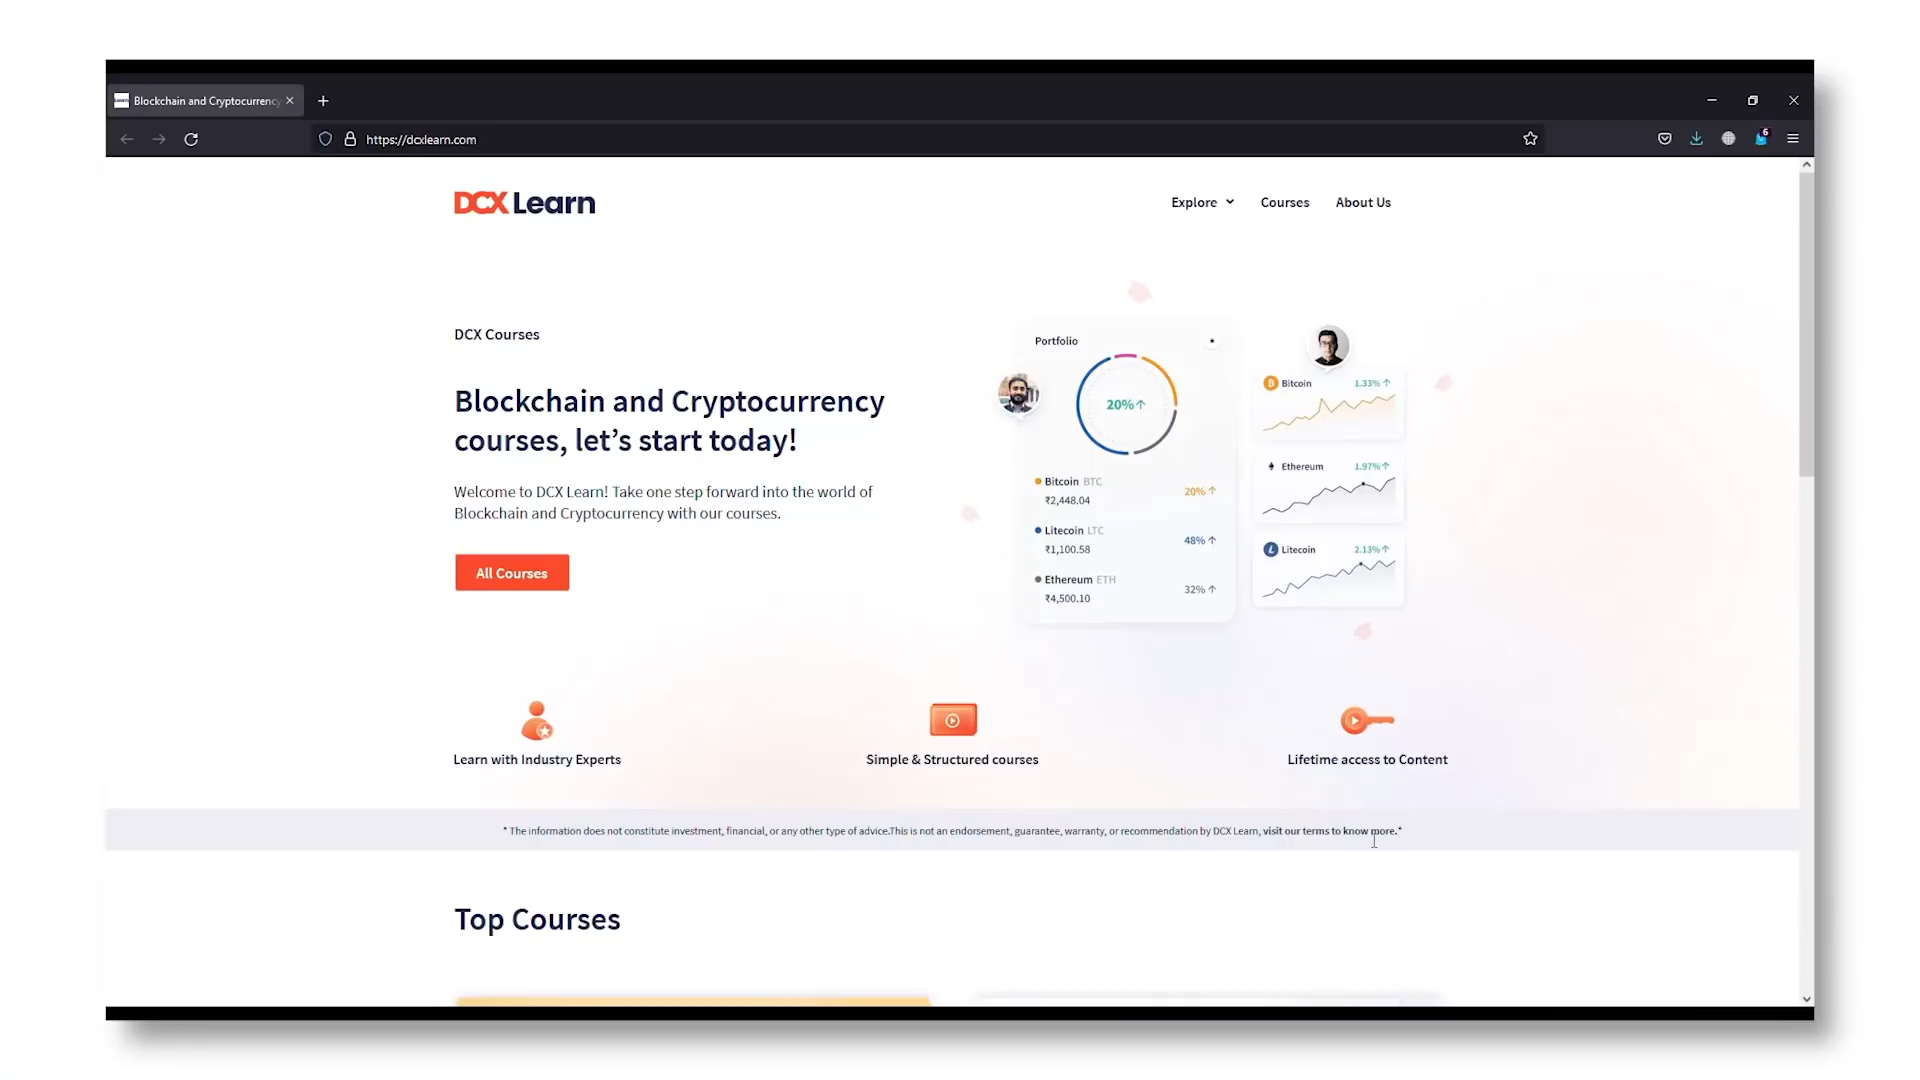 Blockchain and Cryptocurrency
https://dcxlearn.com
6
DCX Learn
Explore
Courses
About Us
DCX Courses
Blockchain and Cryptocurrency
courses, let’s start today!
Welcome to DCX Learn! Take one step forward into the world of
Blockchain and Cryptocurrency with our courses.
All Courses
Portfolio
20%↑
Bitcoin BTC
₹2,448.04
20% ↑
Litecoin LTC
₹1,100.58
48% ↑
Ethereum ETH
₹4,500.10
32% ↑
Bitcoin 1.33% ↑
Ethereum 1.97%↑
Litecoin 2.13%↑
Learn with Industry Experts
Simple & Structured courses
Lifetime access to Content
* The information does not constitute investment, financial, or any other type of advice.This is not an endorsement, guarantee, warranty, or recommendation by DCX Learn, visit our terms to know more.*
Top Courses